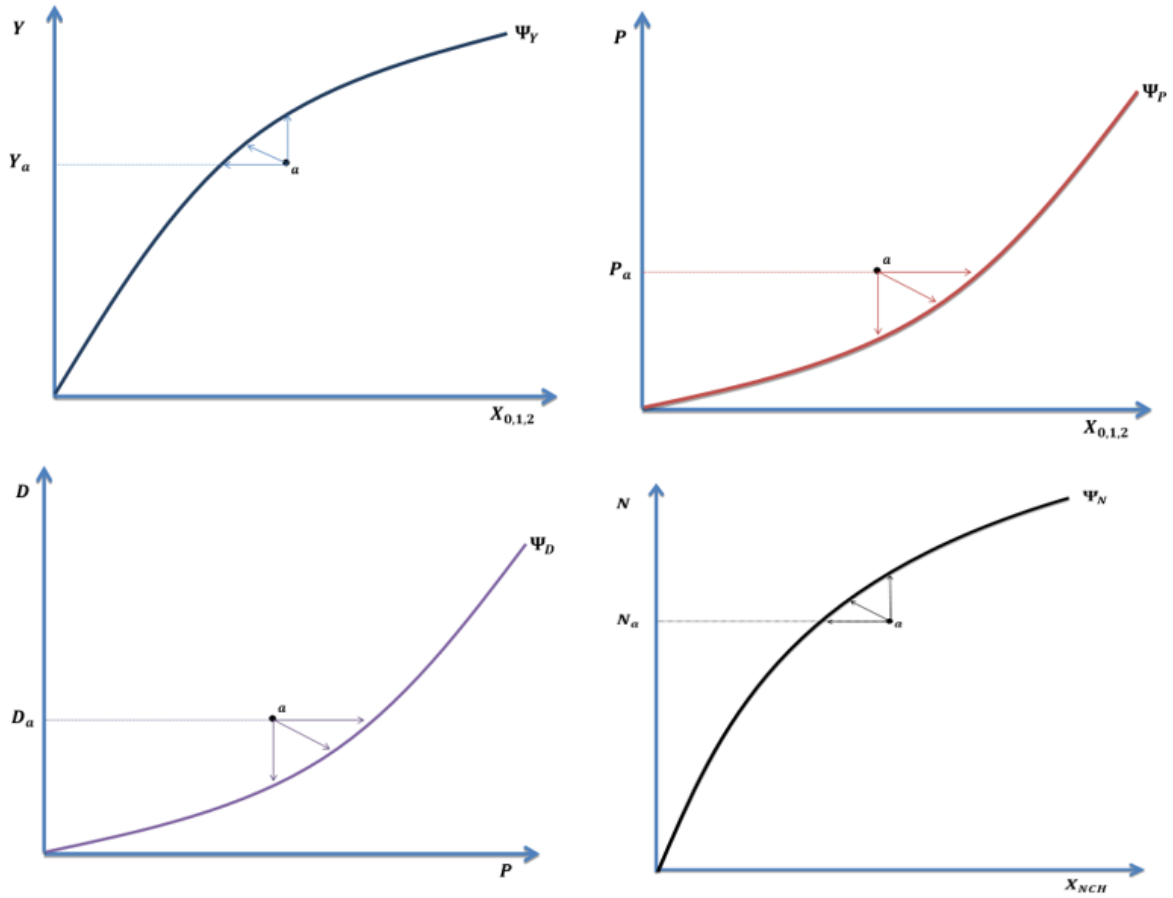 Y
Ψ_Y
Y_a
a
X_{0,1,2}
P
Ψ_P
P_a
a
X_{0,1,2}
D
Ψ_D
D_a
a
P
N
Ψ_N
N_a
a
X_{NCH}